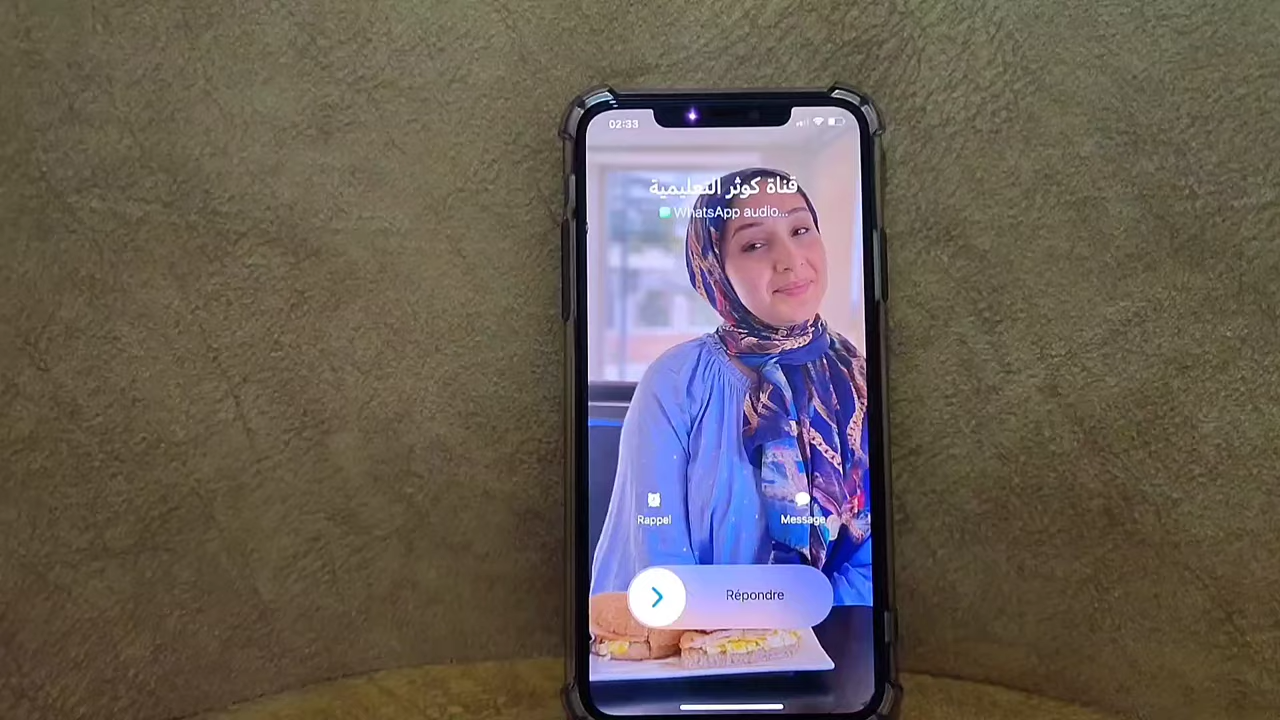 02:33
قناة كوثر التعليمية
WhatsApp audio...
Rappel
Message
Répondre